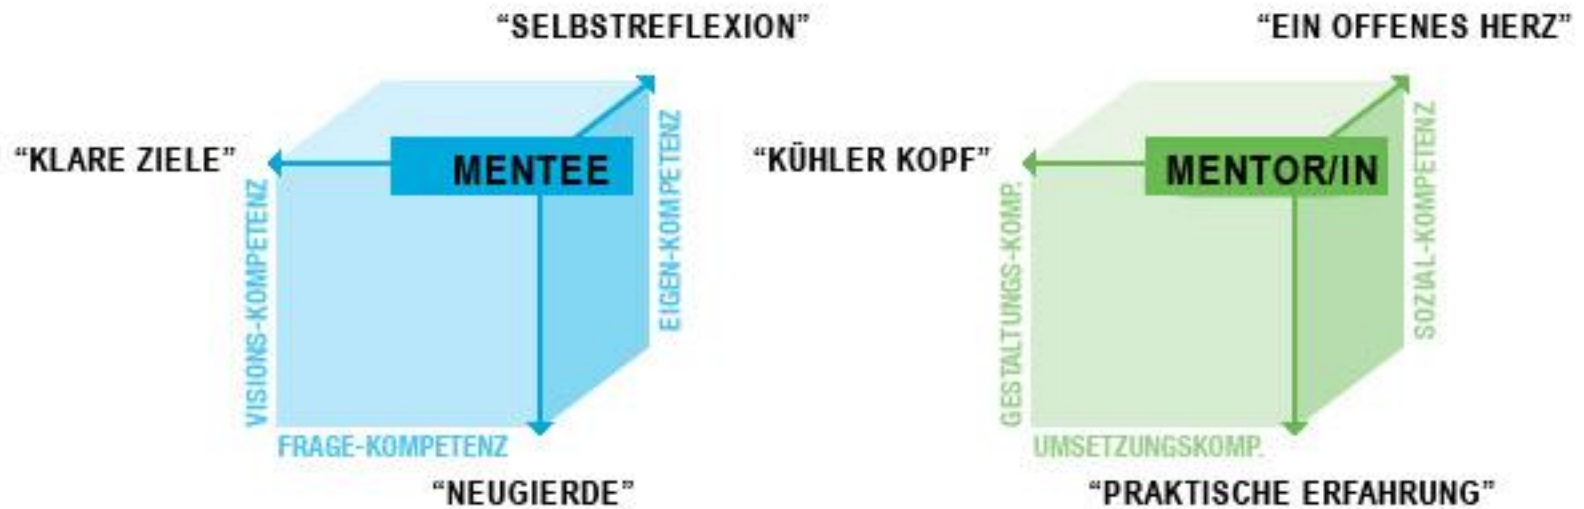 “SELBSTREFLEXION”
“KLARE ZIELE”
MENTEE
VISIONS-KOMPETENZ
EIGEN-KOMPETENZ
FRAGE-KOMPETENZ
“NEUGIERDE”
“EIN OFFENES HERZ”
“KÜHLER KOPF”
MENTOR/IN
GESTALTUNGS-KOMP.
SOZIAL-KOMPETENZ
UMSETZUNGSKOMP.
“PRAKTISCHE ERFAHRUNG”